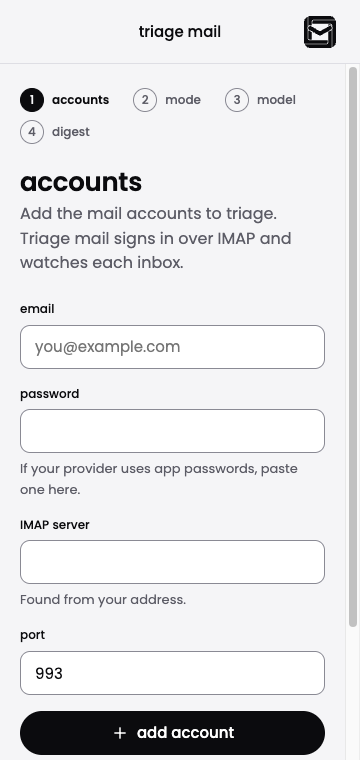 triage mail
1 accounts 2 mode 3 model
4 digest
accounts
Add the mail accounts to triage.
Triage mail signs in over IMAP and
watches each inbox.
email
you@example.com
password
If your provider uses app passwords, paste
one here.
IMAP server
Found from your address.
port
993
+ add account